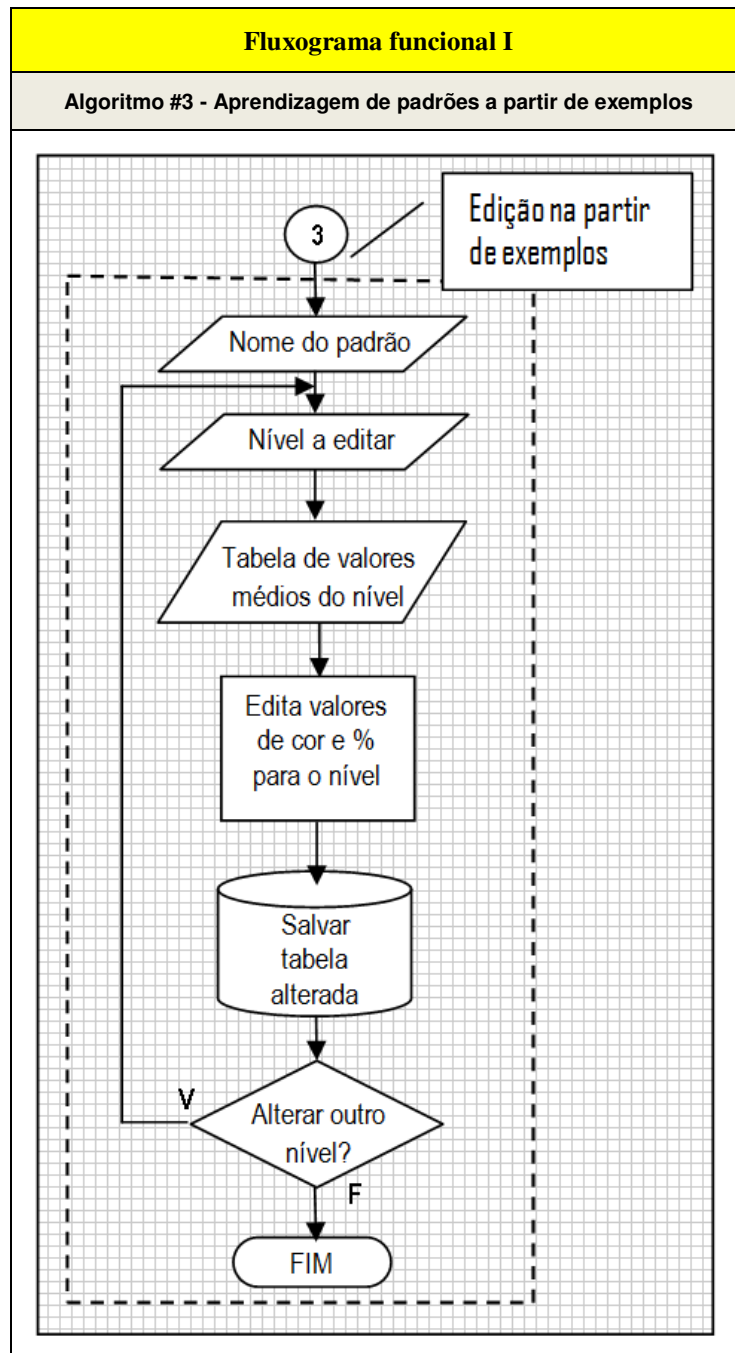 Fluxograma funcional I
Algoritmo #3 - Aprendizagem de padrões a partir de exemplos
3
Edição na partir
de exemplos
Nome do padrão
Nível a editar
Tabela de valores
médios do nível
Edita valores
de cor e %
para o nível
Salvar
tabela
alterada
V
Alterar outro
nível?
F
FIM